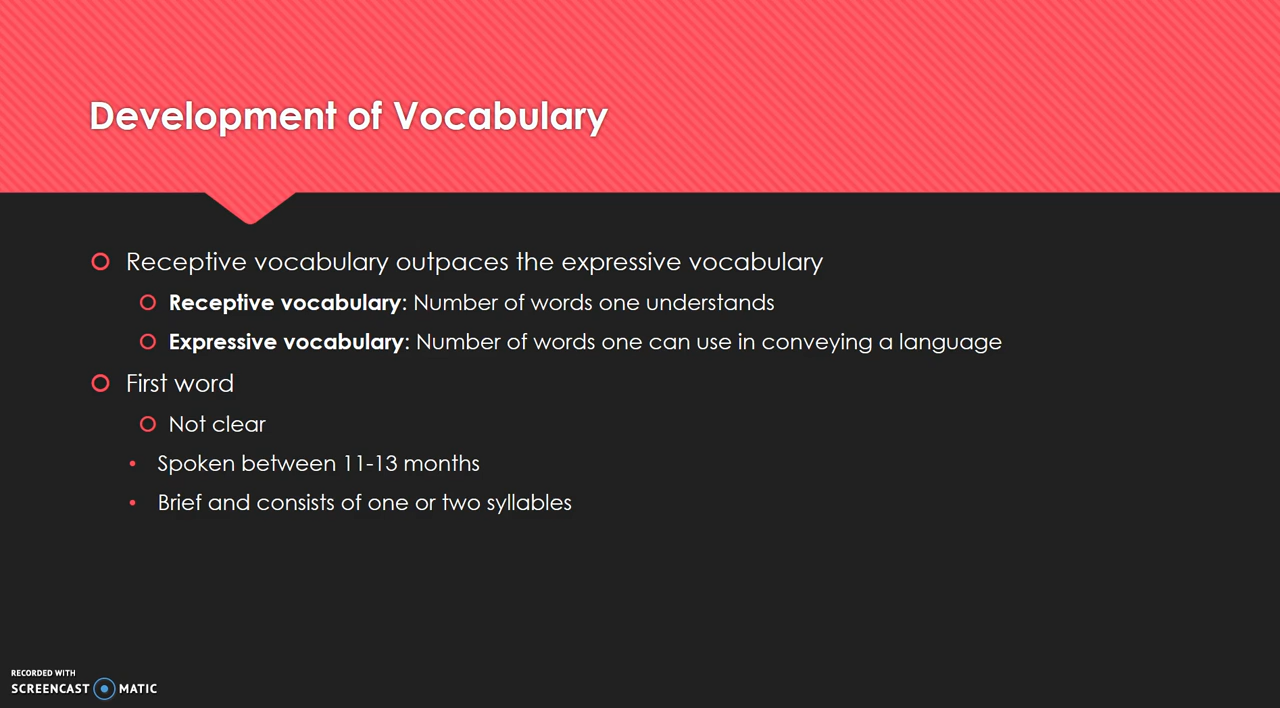 Development of Vocabulary
Receptive vocabulary outpaces the expressive vocabulary
Receptive vocabulary: Number of words one understands
Expressive vocabulary: Number of words one can use in conveying a language
First word
Not clear
Spoken between 11-13 months
Brief and consists of one or two syllables
RECORDED WITH
SCREENCAST MATIC